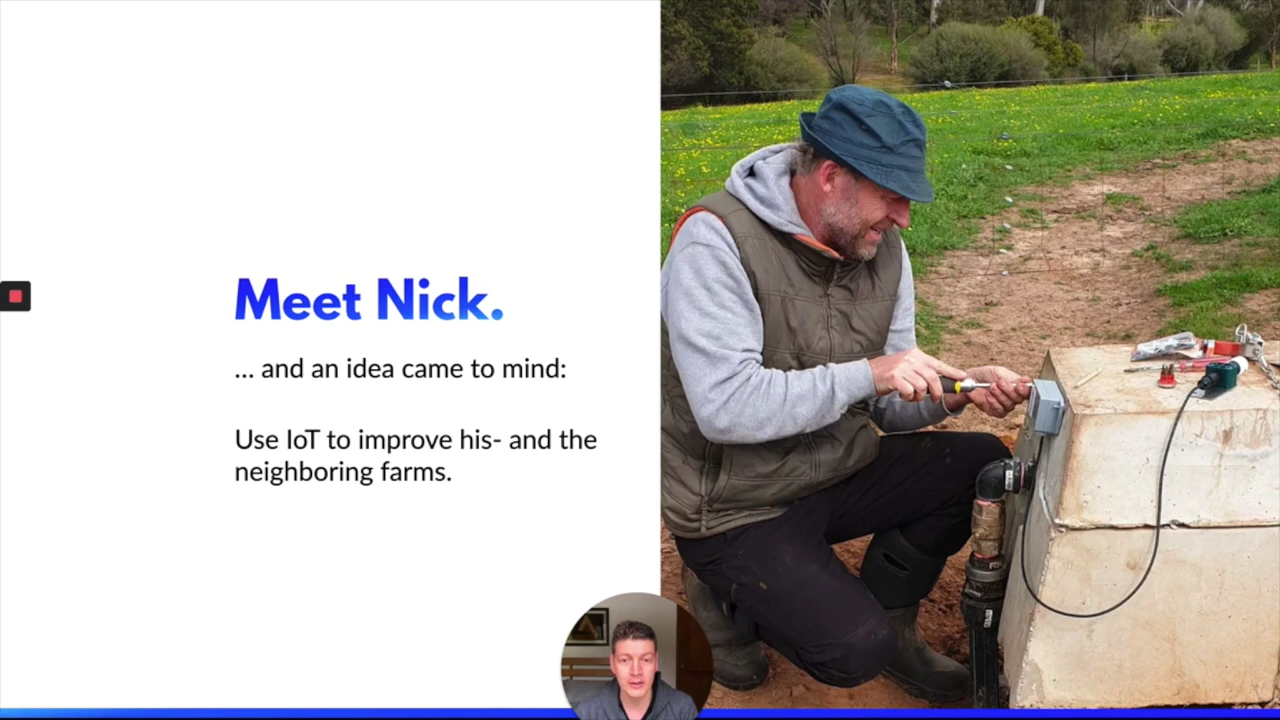 Meet Nick.
... and an idea came to mind:
Use IoT to improve his- and the
neighboring farms.